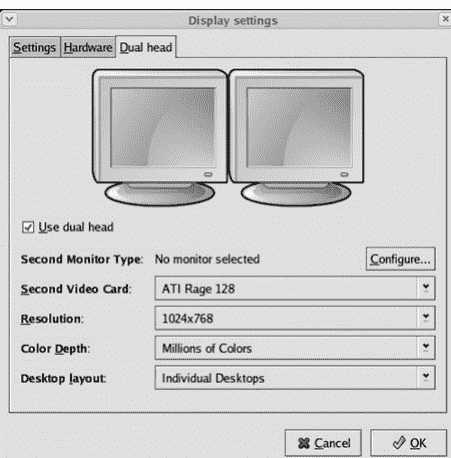 Display settings
Settings Hardware Dual head
Use dual head
Second Monitor Type: No monitor selected Configure...
Second Video Card: ATI Rage 128
Resolution: 1024x768
Color Depth: Millions of Colors
Desktop layout: Individual Desktops
Cancel OK